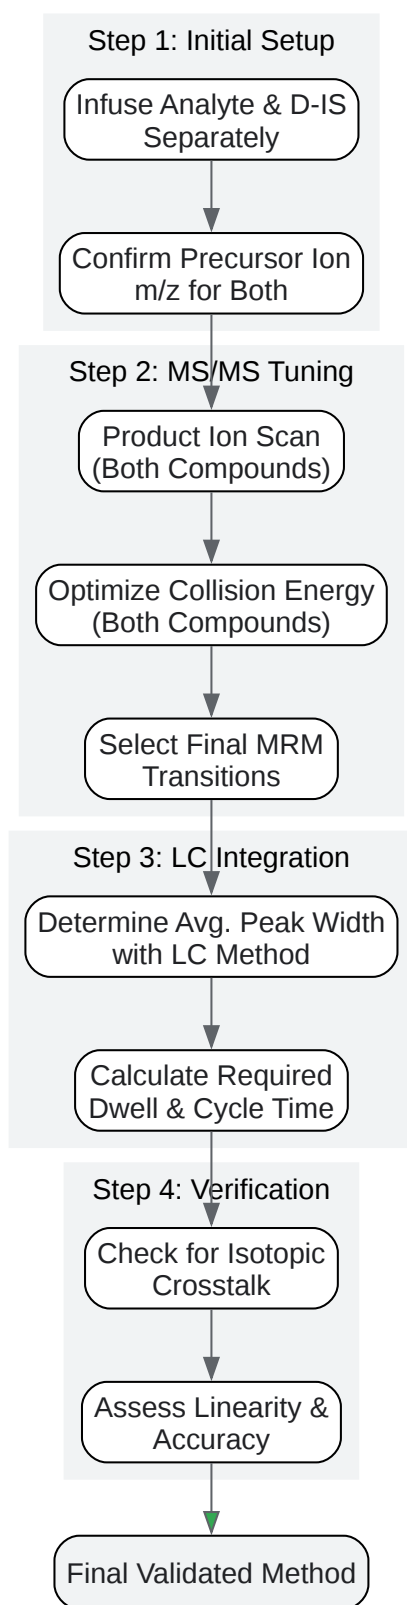 Step 1: Initial Setup
Infuse Analyte & D-IS
Separately
Confirm Precursor Ion
m/z for Both
Step 2: MS/MS Tuning
Product Ion Scan
(Both Compounds)
Optimize Collision Energy
(Both Compounds)
Select Final MRM
Transitions
Step 3: LC Integration
Determine Avg. Peak Width
with LC Method
Calculate Required
Dwell & Cycle Time
Step 4: Verification
Check for Isotopic
Crosstalk
Assess Linearity &
Accuracy
Final Validated Method